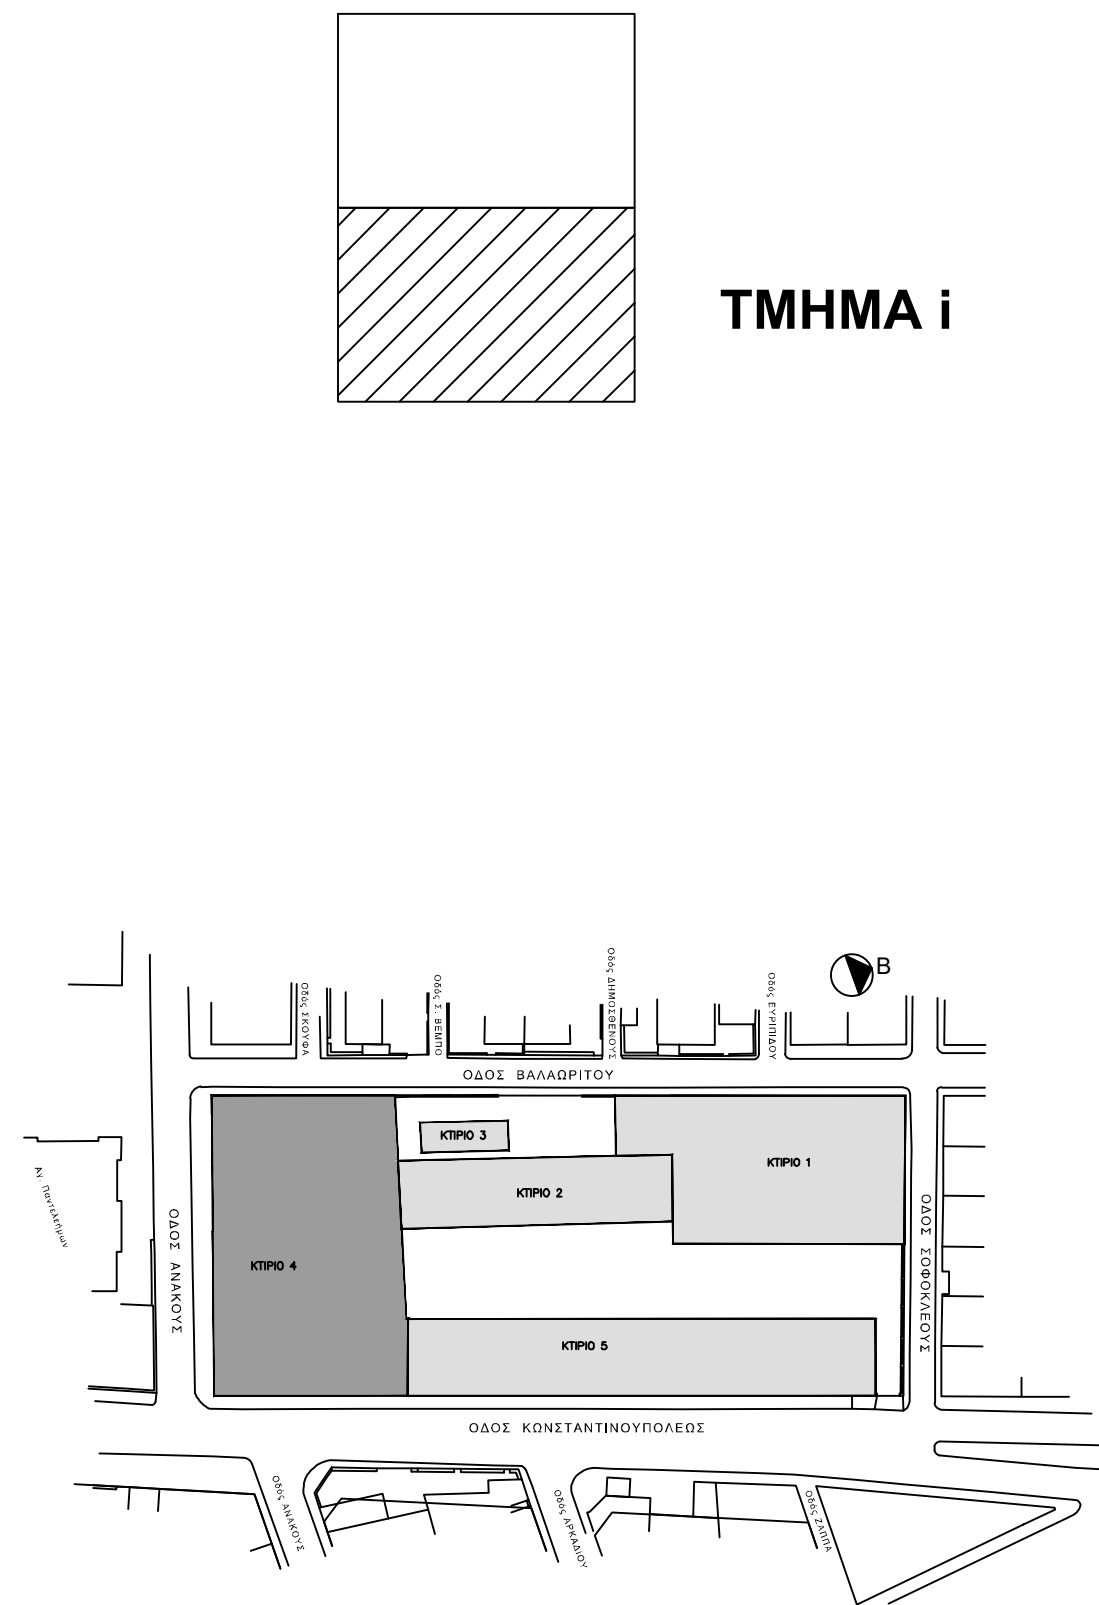 ΤΜΗΜΑ i
Β
Οδός ΣΚΟΥΦΑ
Οδός Σ. ΒΕΜΠΟ
Οδός ΔΗΜΟΣΘΕΝΟΥΣ
Οδός ΕΥΡΙΠΙΔΟΥ
ΟΔΟΣ ΒΑΛΑΩΡΙΤΟΥ
ΚΤΙΡΙΟ 3
ΚΤΙΡΙΟ 1
ΚΤΙΡΙΟ 2
Αγ. Παντελεήμων
ΟΔΟΣ ΑΝΑΚΟΥΣ
ΚΤΙΡΙΟ 4
ΟΔΟΣ ΣΟΦΟΚΛΕΟΥΣ
ΚΤΙΡΙΟ 5
ΟΔΟΣ ΚΩΝΣΤΑΝΤΙΝΟΥΠΟΛΕΩΣ
Οδός ΑΝΑΚΟΥΣ
Οδός ΑΡΚΑΔΙΟΥ
Οδός ΖΑΠΠΑ